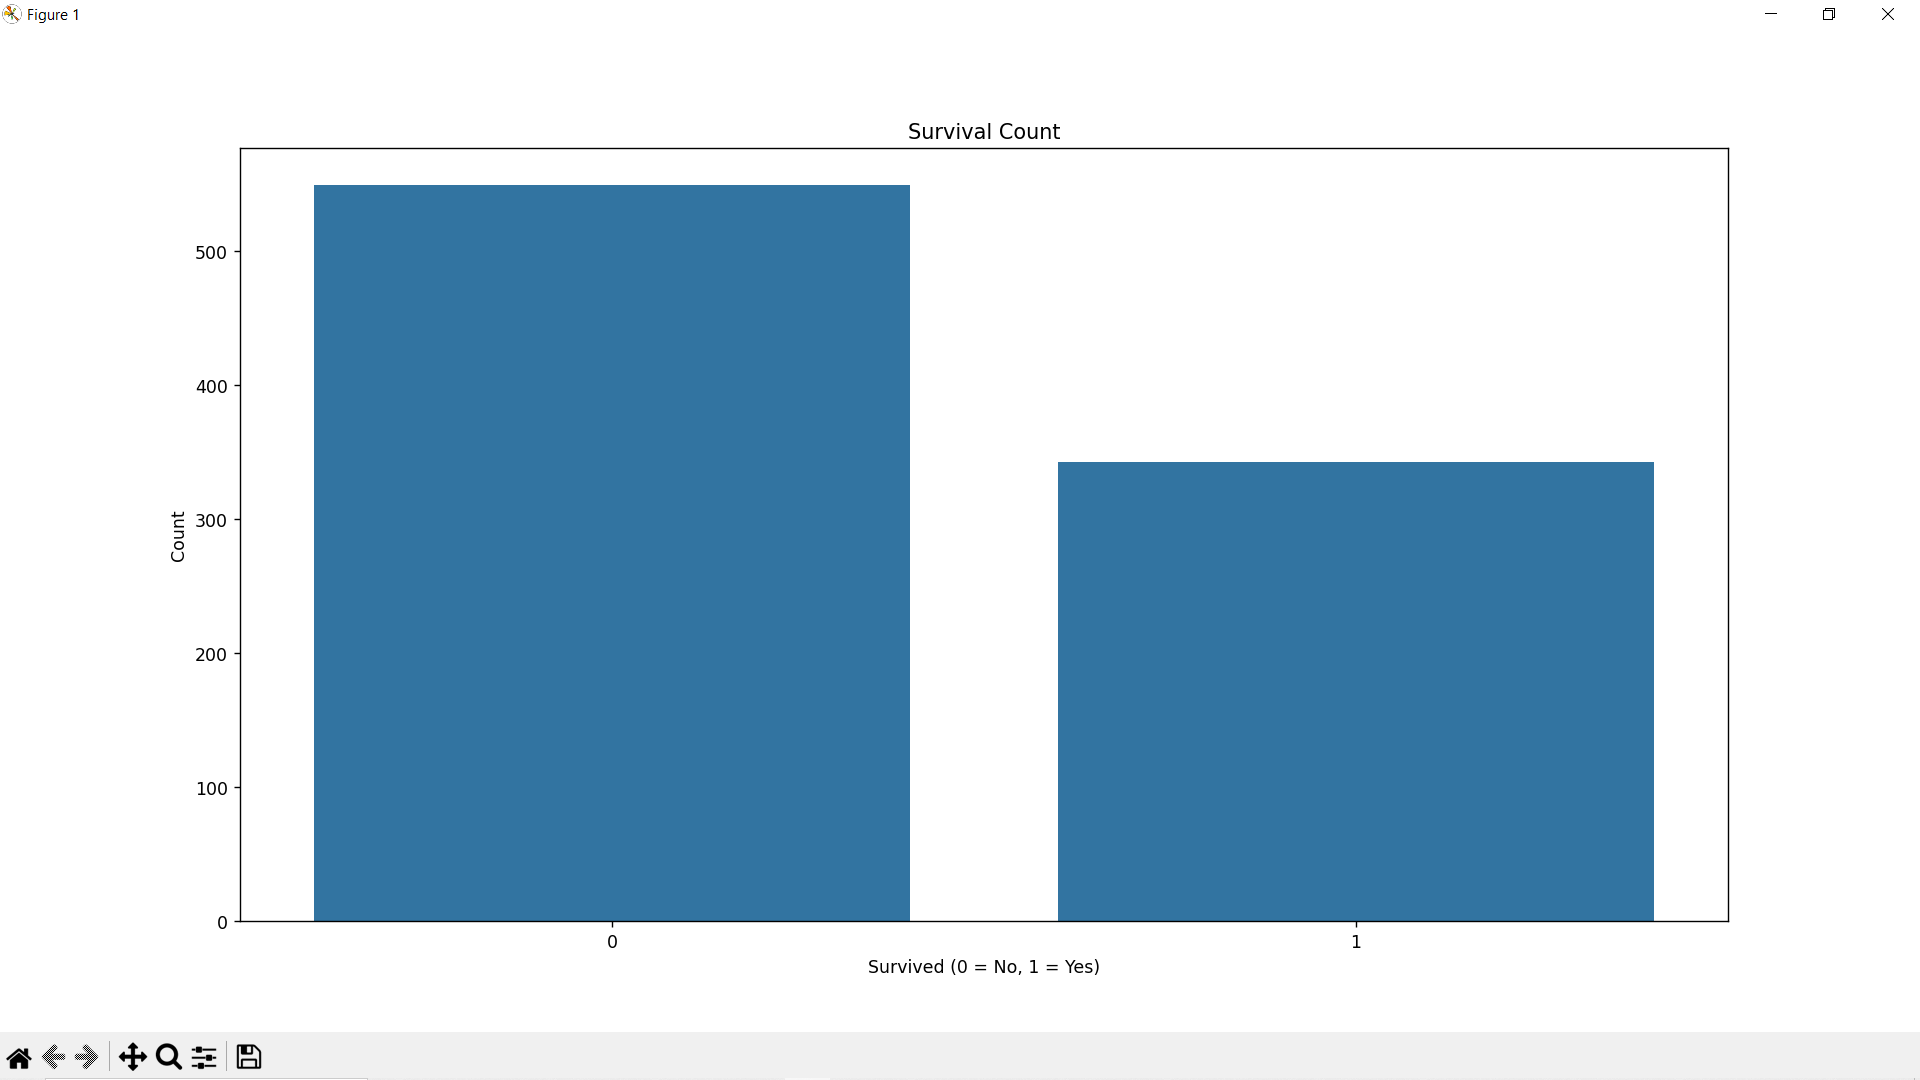 Figure 1
Survival Count
500
400
300
200
100
0
Count
0 1
Survived (0 = No, 1 = Yes)